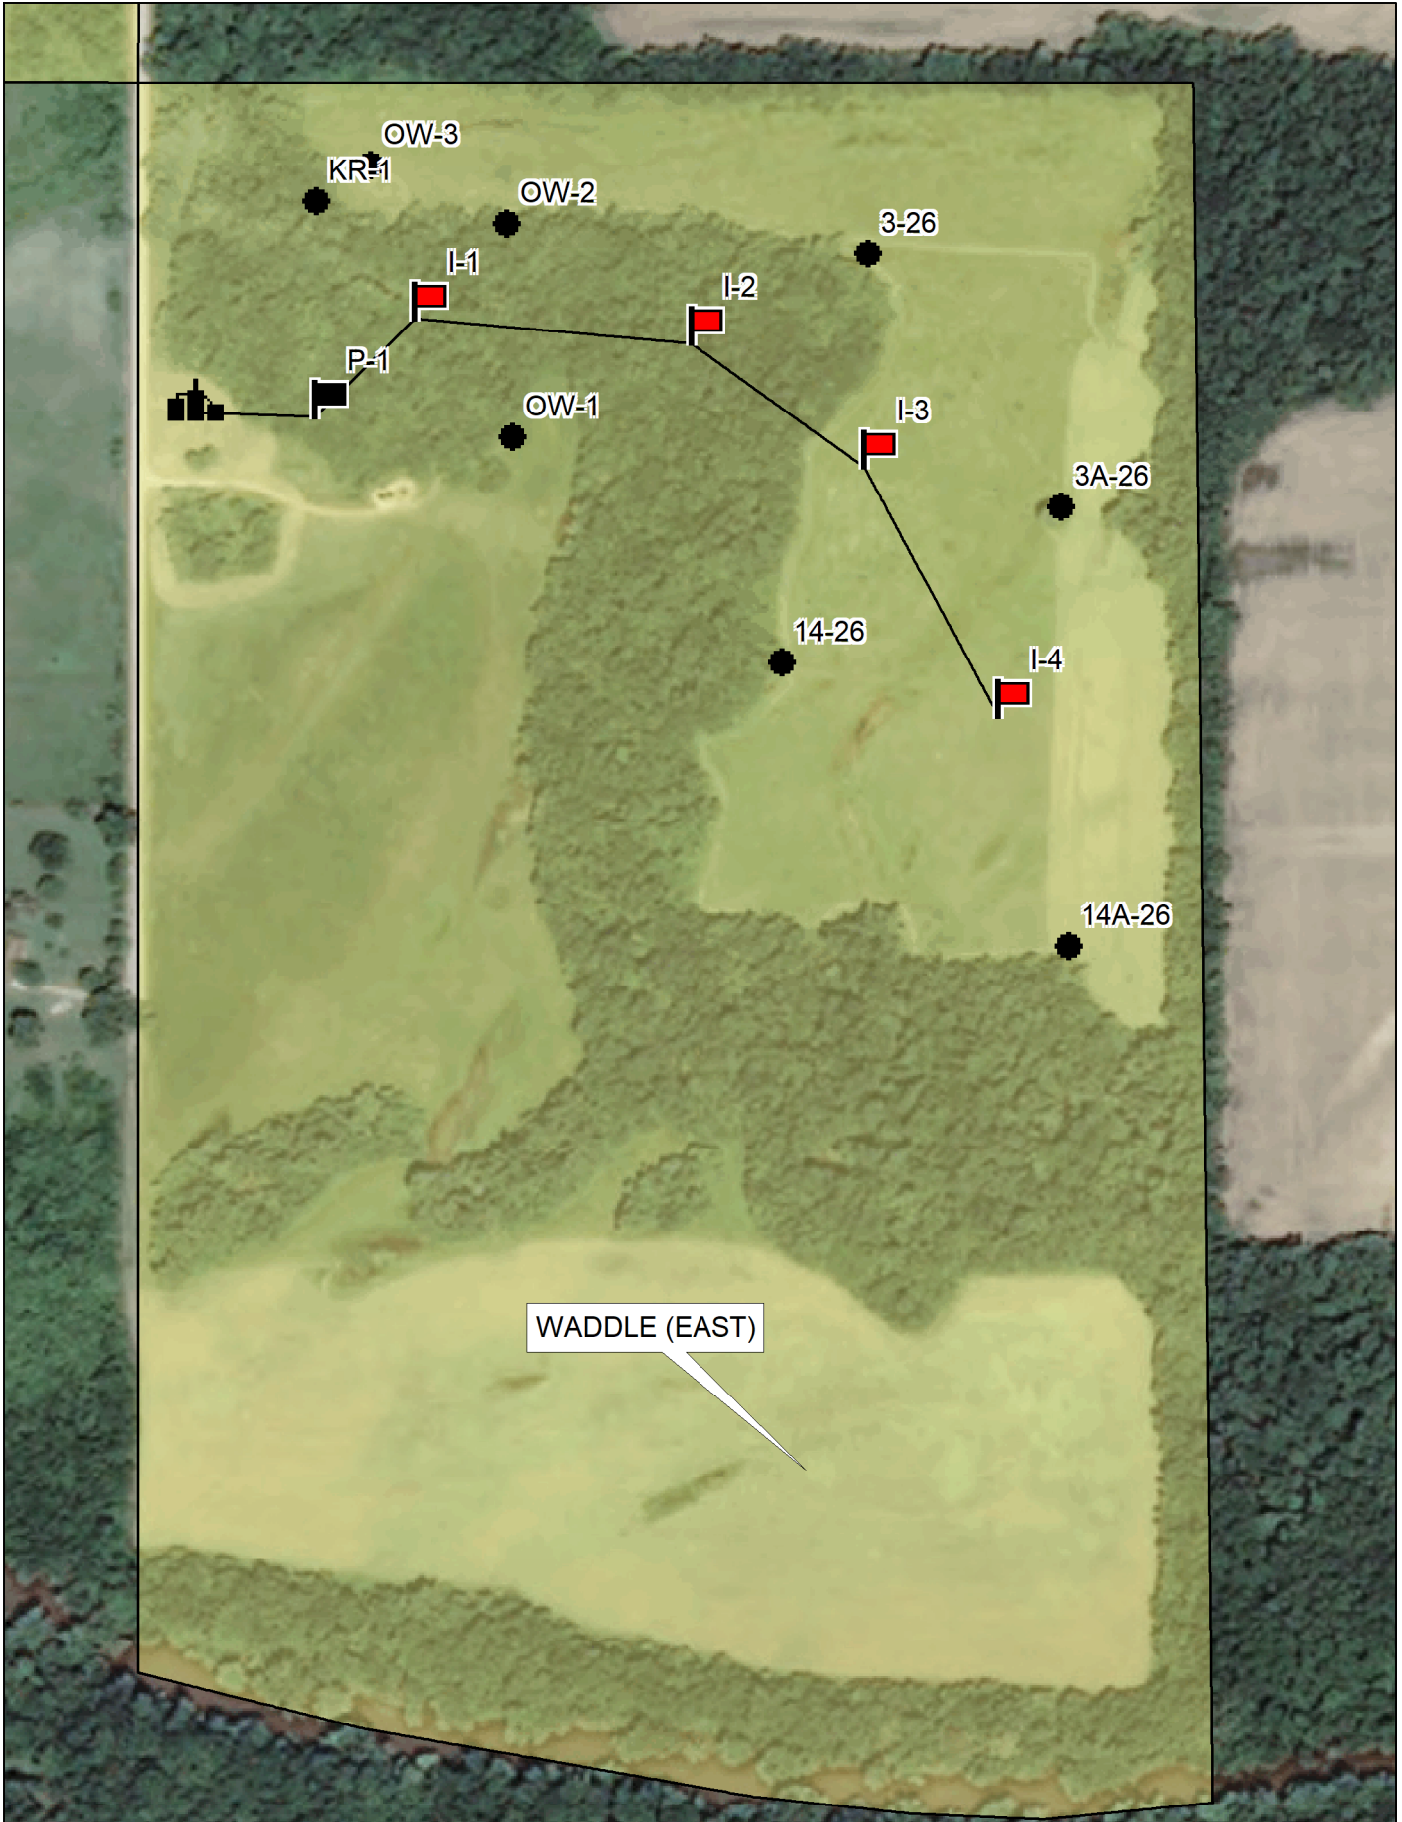 OW-3
KR-1
OW-2
3-26
I-1
I-2
P-1
OW-1
I-3
3A-26
14-26
I-4
14A-26
WADDLE (EAST)